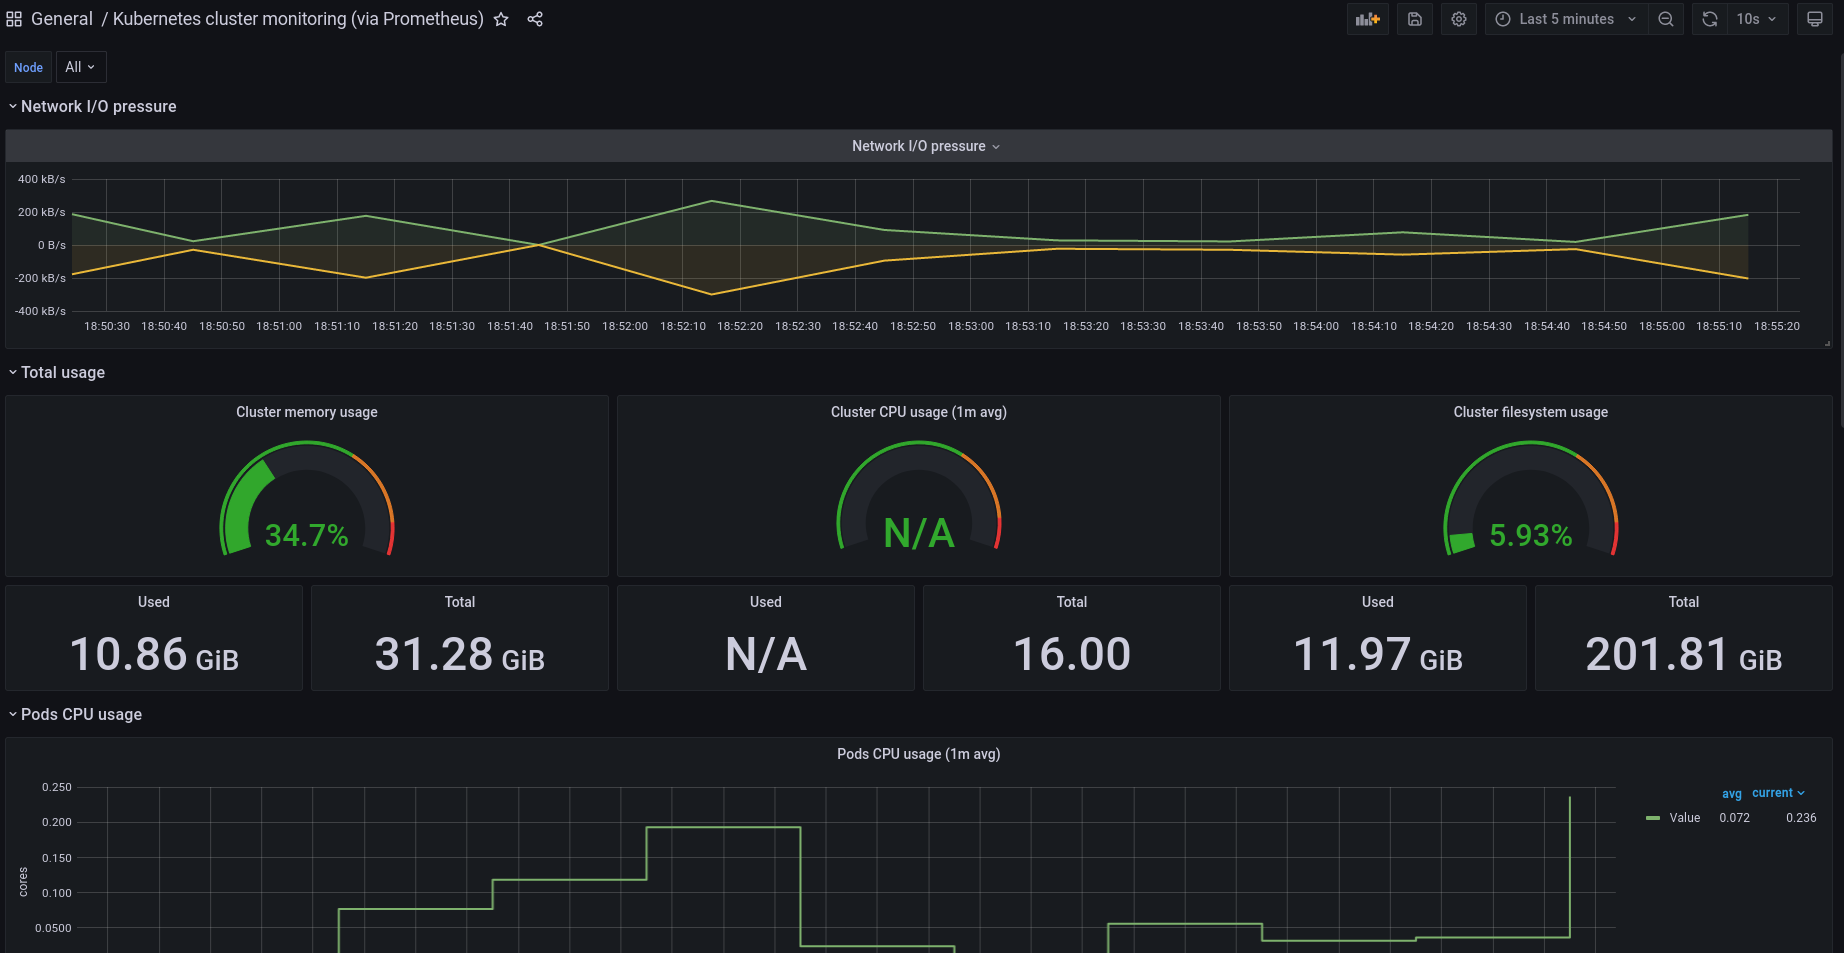 General / Kubernetes cluster monitoring (via Prometheus)
Last 5 minutes
10s
Node
All
Network I/O pressure
Network I/O pressure
400 kB/s
200 kB/s
0 B/s
-200 kB/s
-400 kB/s
18:50:30 18:50:40 18:50:50 18:51:00 18:51:10 18:51:20 18:51:30 18:51:40 18:51:50 18:52:00 18:52:10 18:52:20 18:52:30 18:52:40 18:52:50 18:53:00 18:53:10 18:53:20 18:53:30 18:53:40 18:53:50 18:54:00 18:54:10 18:54:20 18:54:30 18:54:40 18:54:50 18:55:00 18:55:10 18:55:20
Total usage
Cluster memory usage
34.7%
Cluster CPU usage (1m avg)
N/A
Cluster filesystem usage
5.93%
Used
10.86 GiB
Total
31.28 GiB
Used
N/A
Total
16.00
Used
11.97 GiB
Total
201.81 GiB
Pods CPU usage
Pods CPU usage (1m avg)
cores
0.250
0.200
0.150
0.100
0.0500
avg current
Value 0.072 0.236